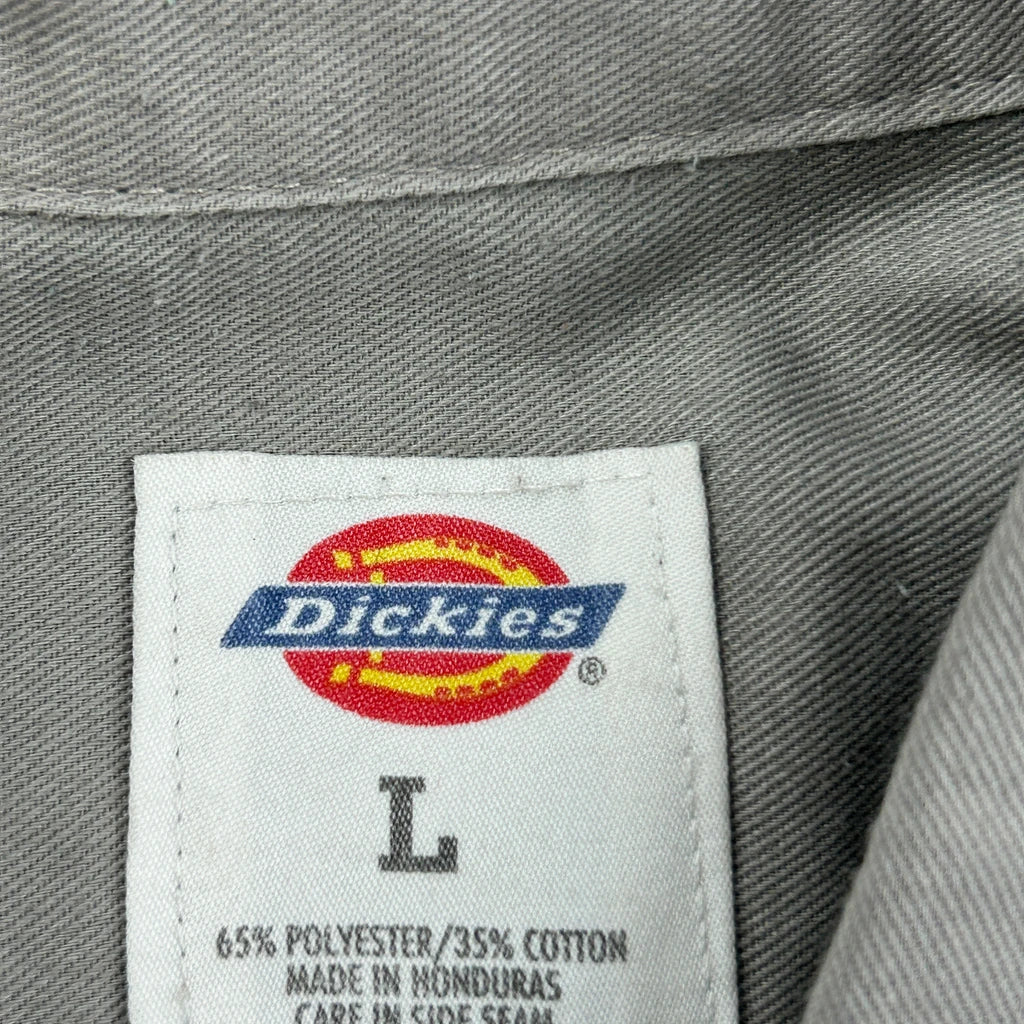 Dickies
®
L
65% POLYESTER/35% COTTON
MADE IN HONDURAS
CARE IN SIDE SEAM